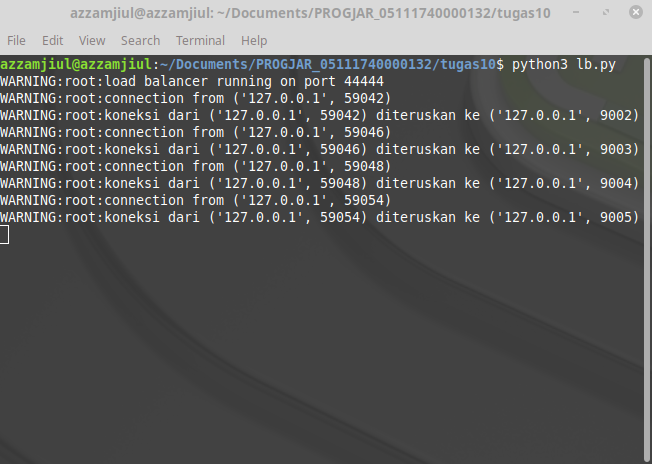 azzamjiul@azzamjiul: ~/Documents/PROGJAR_05111740000132/tugas10
File Edit View Search Terminal Help
azzamjiul@azzamjiul:~/Documents/PROGJAR_05111740000132/tugas10$ python3 lb.py
WARNING:root:load balancer running on port 44444
WARNING:root:connection from ('127.0.0.1', 59042)
WARNING:root:koneksi dari ('127.0.0.1', 59042) diteruskan ke ('127.0.0.1', 9002)
WARNING:root:connection from ('127.0.0.1', 59046)
WARNING:root:koneksi dari ('127.0.0.1', 59046) diteruskan ke ('127.0.0.1', 9003)
WARNING:root:connection from ('127.0.0.1', 59048)
WARNING:root:koneksi dari ('127.0.0.1', 59048) diteruskan ke ('127.0.0.1', 9004)
WARNING:root:connection from ('127.0.0.1', 59054)
WARNING:root:koneksi dari ('127.0.0.1', 59054) diteruskan ke ('127.0.0.1', 9005)